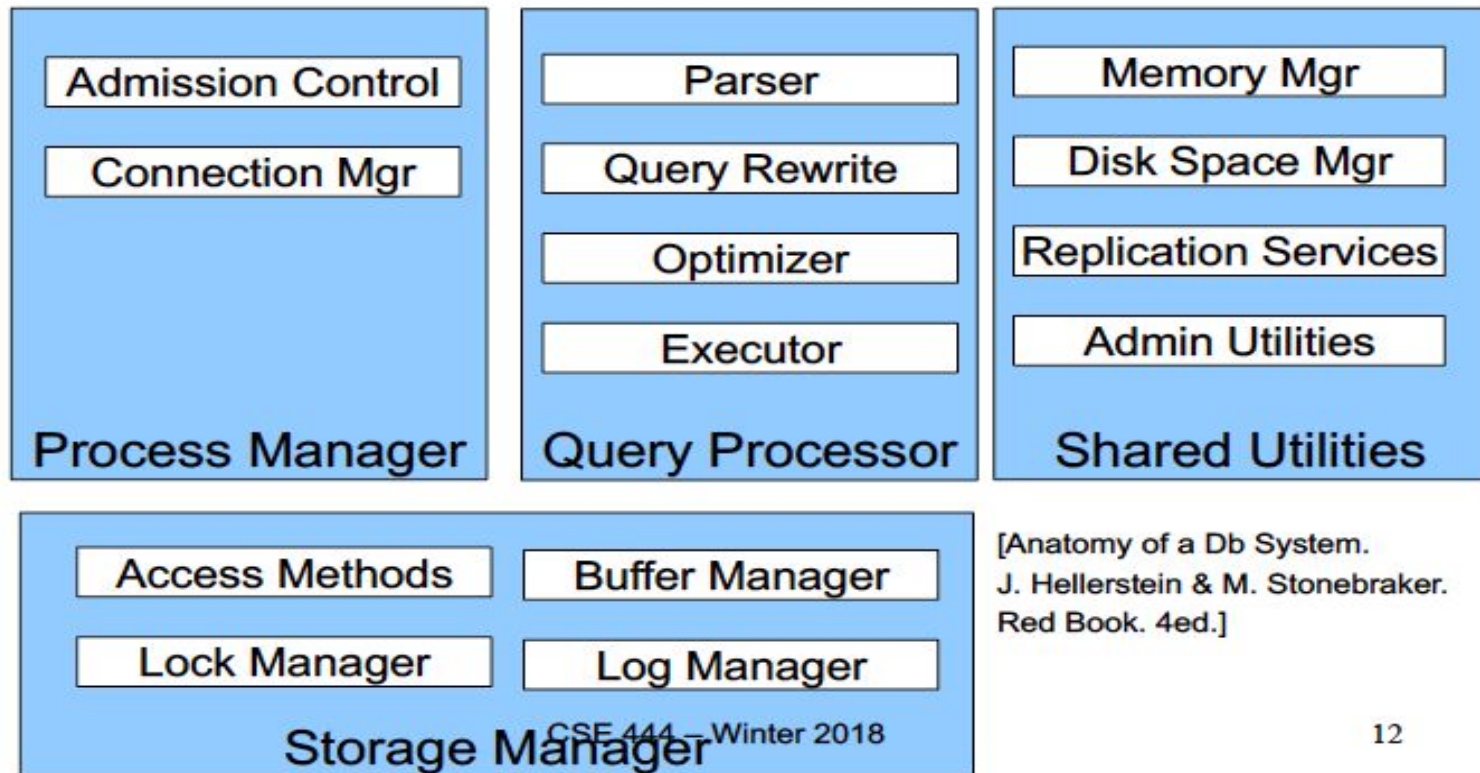 Admission Control
Connection Mgr
Process Manager
Parser
Query Rewrite
Optimizer
Executor
Query Processor
Memory Mgr
Disk Space Mgr
Replication Services
Admin Utilities
Shared Utilities
Access Methods
Buffer Manager
Lock Manager
Log Manager
Storage Manager
[Anatomy of a Db System.
J. Hellerstein & M. Stonebraker.
Red Book. 4ed.]
CSE 444 – Winter 2018
12